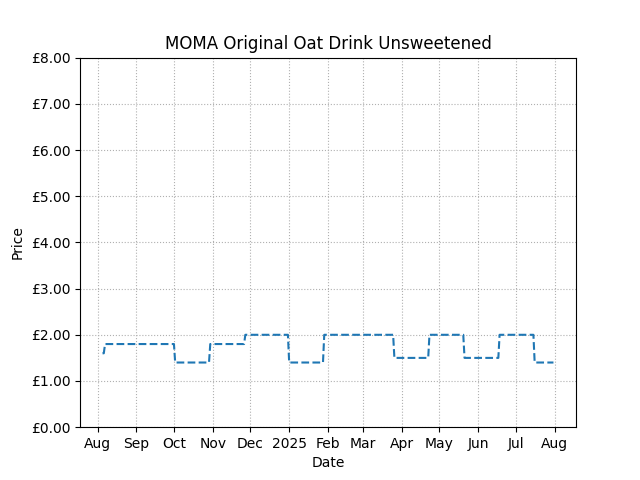 MOMA Original Oat Drink Unsweetened
£8.00
£7.00
£6.00
£5.00
£4.00
£3.00
£2.00
£1.00
£0.00
Price
Aug Sep Oct Nov Dec 2025 Feb Mar Apr May Jun Jul Aug
Date